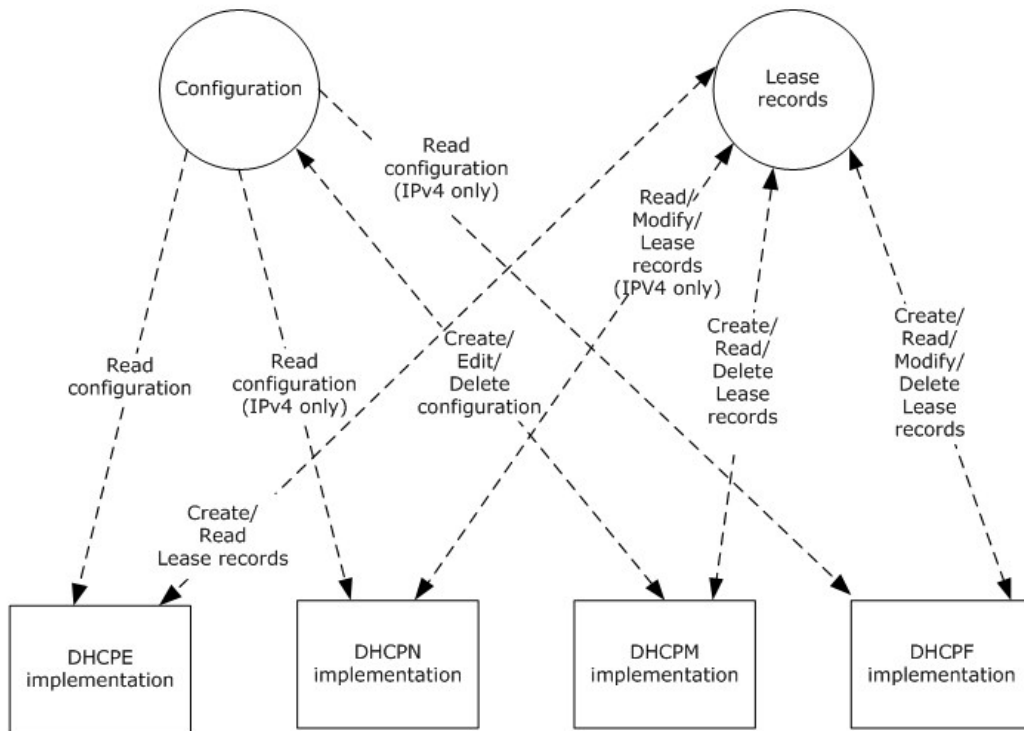 Configuration
Lease
records
Read
configuration
(IPv4 only)
Read/
Modify/
Lease
records
(IPV4 only)
Read
configuration
Read
configuration
(IPv4 only)
Create/
Edit/
Delete
configuration
Create/
Read/
Delete
Lease
records
Create/
Read/
Modify/
Delete
Lease
records
Create/
Read
Lease records
DHCPE
implementation
DHCPN
implementation
DHCPM
implementation
DHCPF
implementation